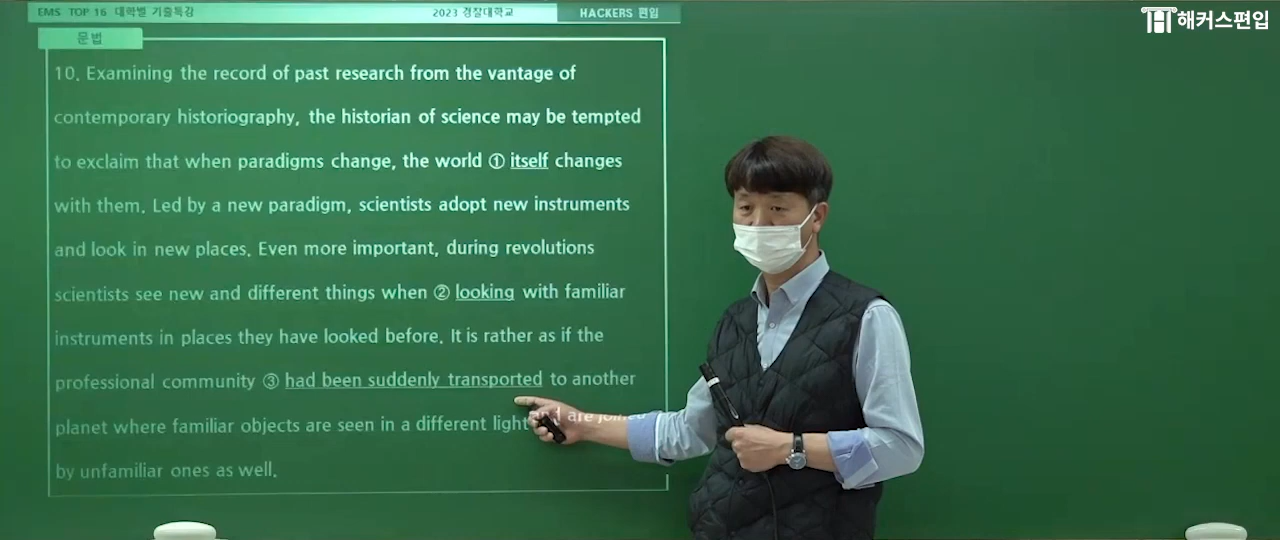 EMS TOP 16 대학별 기출특강
2023 경찰대학교
HACKERS 편입
해커스편입
문법
10. Examining the record of past research from the vantage of
contemporary historiography, the historian of science may be tempted
to exclaim that when paradigms change, the world ① itself changes
with them. Led by a new paradigm, scientists adopt new instruments
and look in new places. Even more important, during revolutions
scientists see new and different things when ② looking with familiar
instruments in places they have looked before. It is rather as if the
professional community ③ had been suddenly transported to another
planet where familiar objects are seen in a different light and are joined
by unfamiliar ones as well.